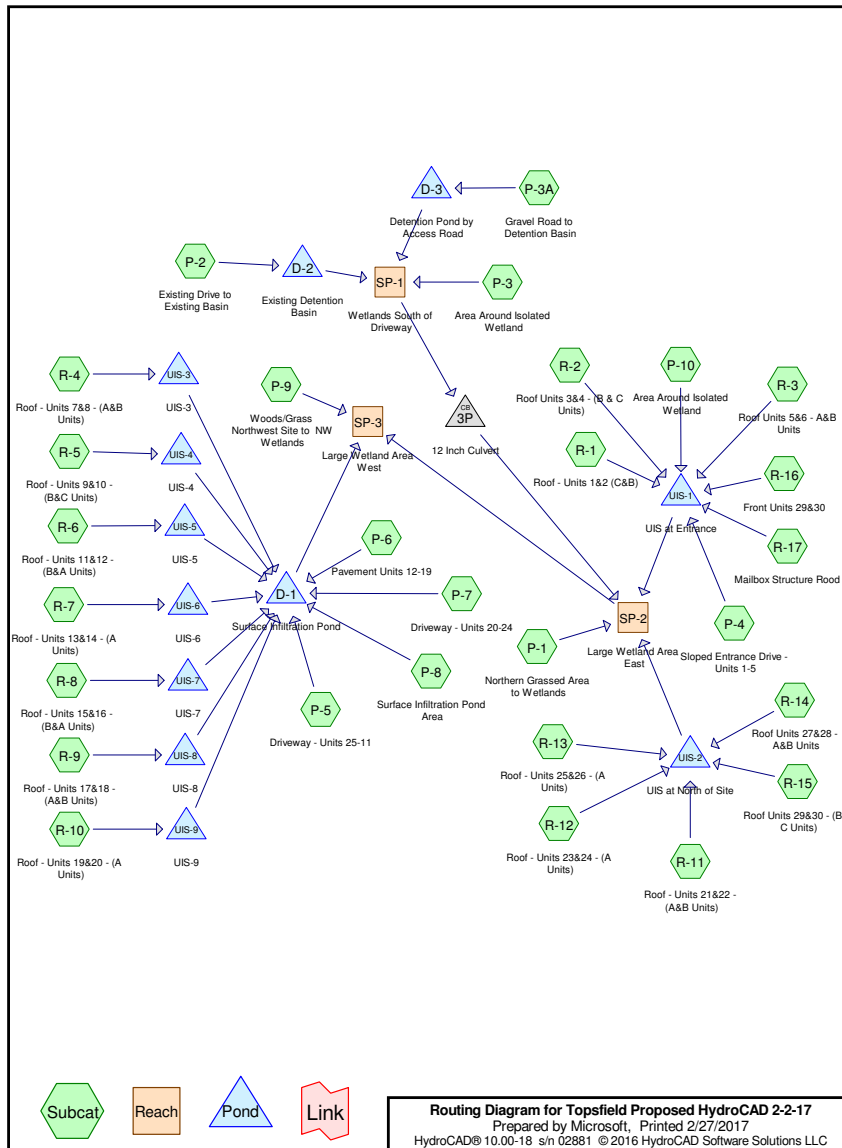 D-3
P-3A
Detention Pond by
Access Road
Gravel Road to
Detention Basin
P-2
D-2
SP-1
P-3
Existing Drive to
Existing Basin
Existing Detention
Basin
Wetlands South of
Driveway
Area Around Isolated
Wetland
R-4
UIS-3
Roof - Units 7&8 - (A&B
Units)
UIS-3
P-9
Woods/Grass
Northwest Site to NW
Wetlands
SP-3
Large Wetland Area
West
CB
3P
12 Inch Culvert
R-2
Roof Units 3&4 - (B & C
Units)
P-10
Area Around Isolated
Wetland
R-3
Roof Units 5&6 - A&B
Units
R-1
Roof - Units 1&2 (C&B)
UIS-1
UIS at Entrance
R-16
Front Units 29&30
R-17
Mailbox Structure Rood
R-5
UIS-4
Roof - Units 9&10 -
(B&C Units)
UIS-4
R-6
UIS-5
Roof - Units 11&12 -
(B&A Units)
UIS-5
P-6
Pavement Units 12-19
R-7
UIS-6
Roof - Units 13&14 - (A
Units)
UIS-6
D-1
Surface Infiltration Pond
P-7
Driveway - Units 20-24
SP-2
Large Wetland Area
East
P-4
Sloped Entrance Drive -
Units 1-5
P-1
Northern Grassed Area
to Wetlands
R-8
UIS-7
Roof - Units 15&16 -
(B&A Units)
UIS-7
P-8
Surface Infiltration Pond
Area
P-5
Driveway - Units 25-11
R-9
UIS-8
Roof - Units 17&18 -
(A&B Units)
UIS-8
R-10
UIS-9
Roof - Units 19&20 - (A
Units)
UIS-9
R-13
Roof - Units 25&26 - (A
Units)
UIS-2
UIS at North of Site
R-14
Roof Units 27&28 -
A&B Units
R-15
Roof Units 29&30 - (B
C Units)
R-12
Roof - Units 23&24 - (A
Units)
R-11
Roof - Units 21&22 -
(A&B Units)
Subcat
Reach
Pond
Link
Routing Diagram for Topsfield Proposed HydroCAD 2-2-17
Prepared by Microsoft, Printed 2/27/2017
HydroCAD® 10.00-18 s/n 02881 © 2016 HydroCAD Software Solutions LLC